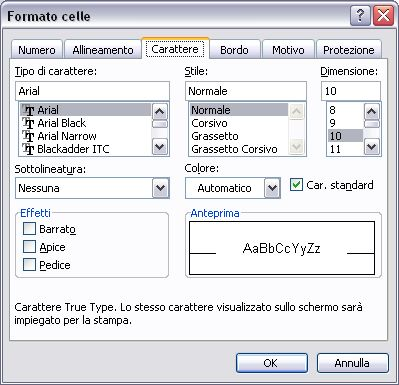 Formato celle
Numero Allineamento Carattere Bordo Motivo Protezione
Tipo di carattere: Stile: Dimensione:
Arial Normale 10
Arial Normale 8
Arial Black Corsivo 9
Arial Narrow Grassetto 10
Blackadder ITC Grassetto Corsivo 11
Sottolineatura: Colore:
Nessuna Automatico Car. standard
Effetti Anteprima
Barrato
Apice AaBbCcYyZz
Pedice
Carattere True Type. Lo stesso carattere visualizzato sullo schermo sarà
impiegato per la stampa.
OK Annulla